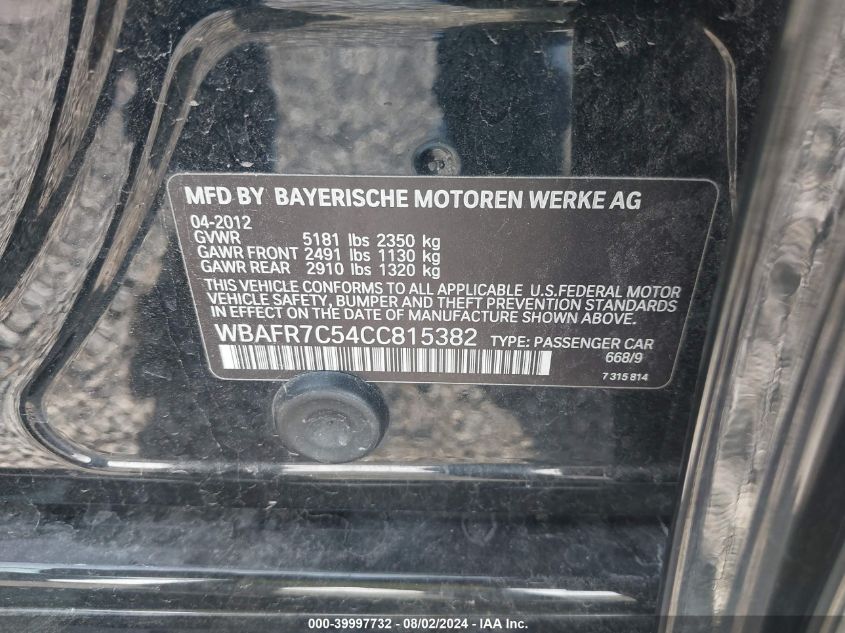 MFD BY BAYERISCHE MOTOREN WERKE AG
04-2012
GVWR 5181 lbs 2350 kg
GAWR FRONT 2491 lbs 1130 kg
GAWR REAR 2910 lbs 1320 kg
THIS VEHICLE CONFORMS TO ALL APPLICABLE U.S.FEDERAL MOTOR
VEHICLE SAFETY, BUMPER AND THEFT PREVENTION STANDARDS
IN EFFECT ON THE DATE OF MANUFACTURE SHOWN ABOVE.
WBAFR7C54CC815382 TYPE: PASSENGER CAR
668/9
7 315 814
000-39997732 - 08/02/2024 - IAA Inc.